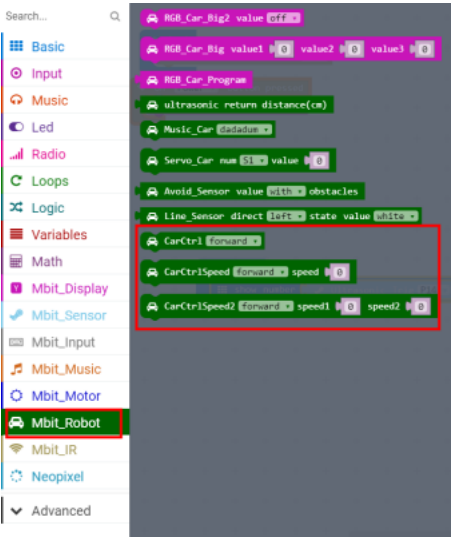 Search...
Basic
Input
Music
Led
Radio
Loops
Logic
Variables
Math
Mbit_Display
Mbit_Sensor
Mbit_Input
Mbit_Music
Mbit_Motor
Mbit_Robot
Mbit_IR
Neopixel
Advanced
RGB_Car_Big2 value off
RGB_Car_Big value1 0 value2 0 value3 0
RGB_Car_Program
ultrasonic return distance(cm)
Music_Car dadadum
Servo_Car num S1 value 0
Avoid_Sensor value with obstacles
Line_Sensor direct left state value white
CarCtrl forward
CarCtrlSpeed forward speed 0
CarCtrlSpeed2 forward speed1 0 speed2 0